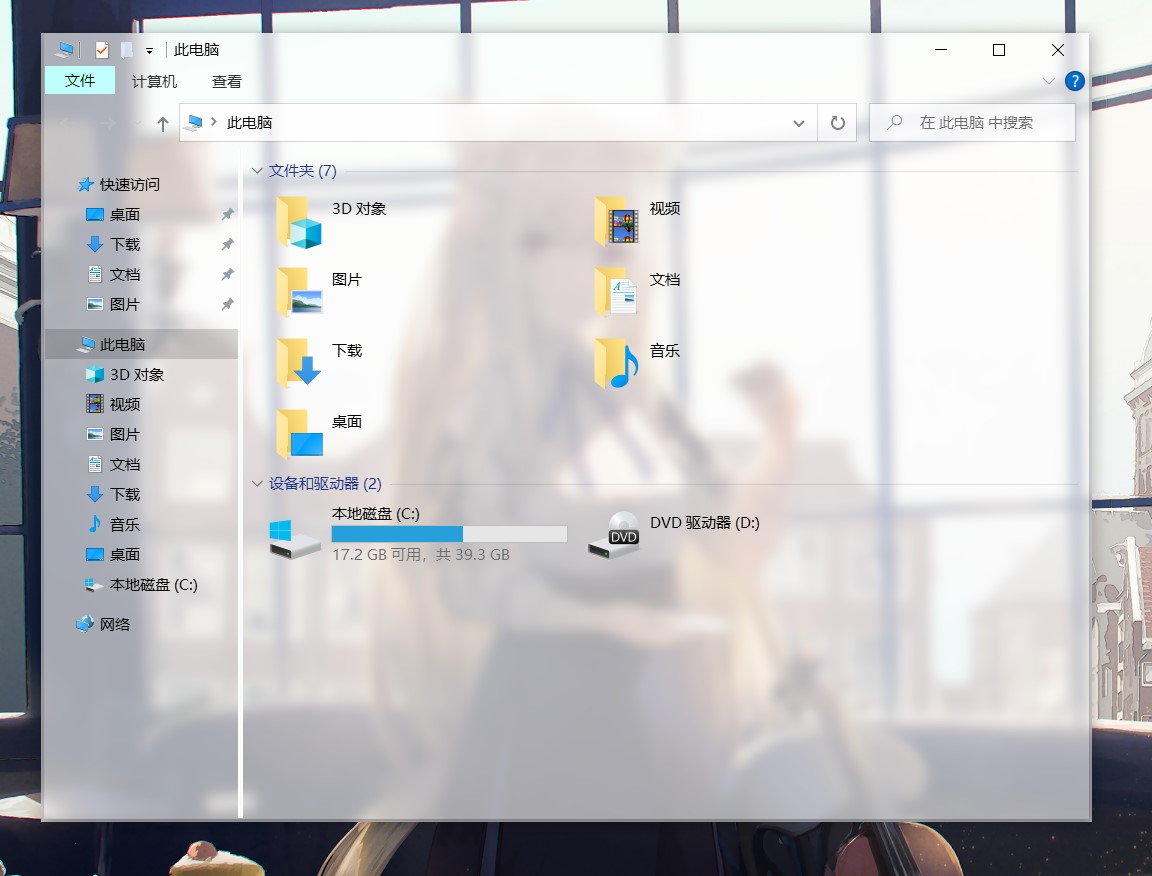 此电脑
文件 计算机 查看
此电脑
在 此电脑 中搜索
快速访问
桌面
下载
文档
图片
此电脑
3D 对象
视频
图片
文档
下载
音乐
桌面
本地磁盘 (C:)
网络
文件夹 (7)
3D 对象
视频
图片
文档
下载
音乐
桌面
设备和驱动器 (2)
本地磁盘 (C:)
17.2 GB 可用，共 39.3 GB
DVD
DVD 驱动器 (D:)